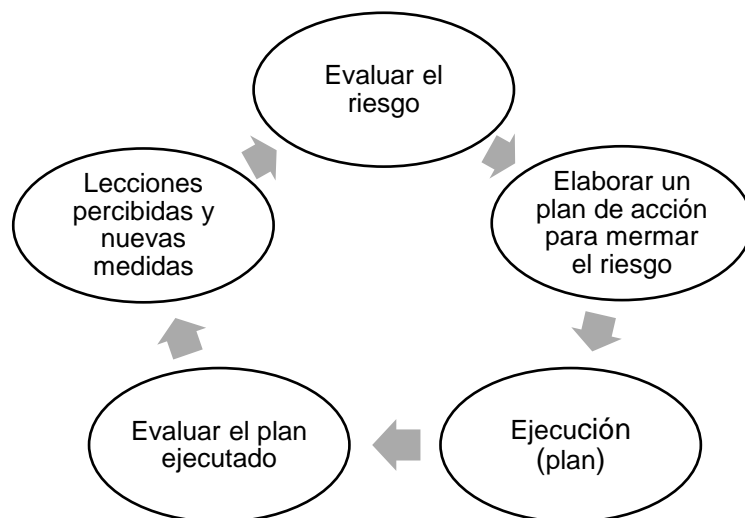 Evaluar el
riesgo
Elaborar un
plan de acción
para mermar
el riesgo
Ejecución
(plan)
Evaluar el plan
ejecutado
Lecciones
percibidas y
nuevas
medidas